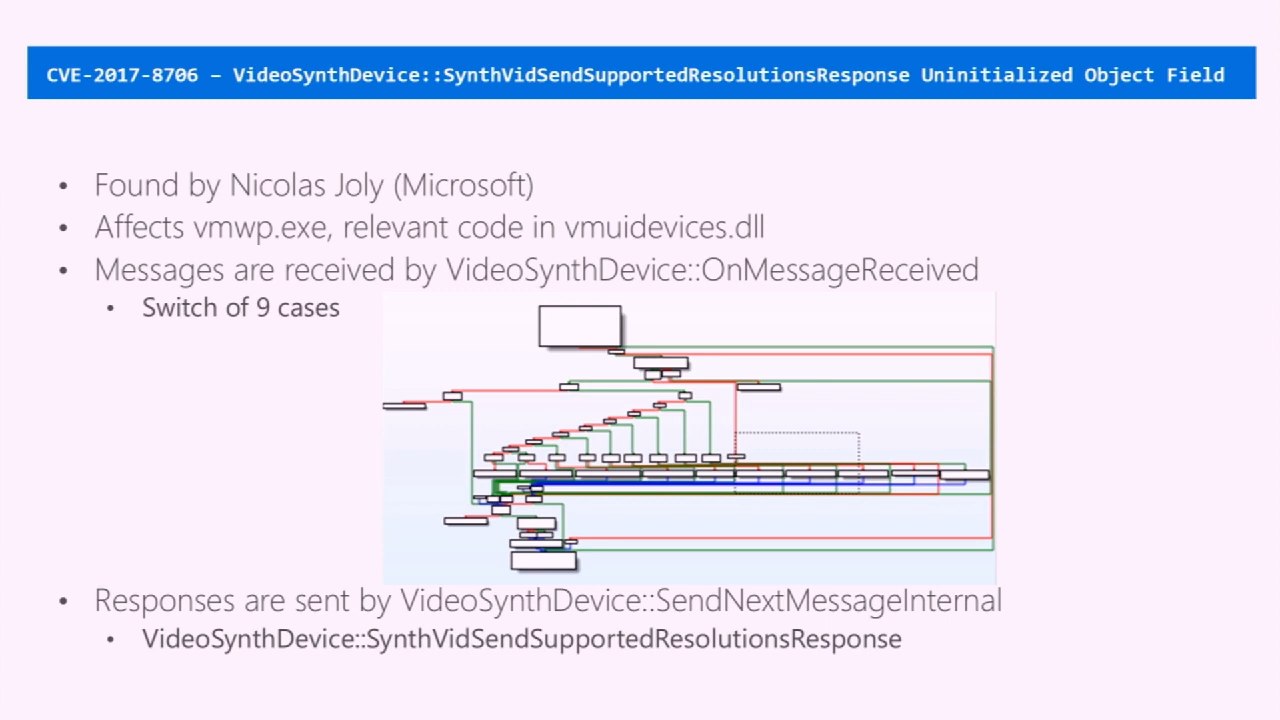 CVE-2017-8706 – VideoSynthDevice::SynthVidSendSupportedResolutionsResponse Uninitialized Object Field
• Found by Nicolas Joly (Microsoft)
• Affects vmwp.exe, relevant code in vmuidevices.dll
• Messages are received by VideoSynthDevice::OnMessageReceived
• Switch of 9 cases
• Responses are sent by VideoSynthDevice::SendNextMessageInternal
• VideoSynthDevice::SynthVidSendSupportedResolutionsResponse